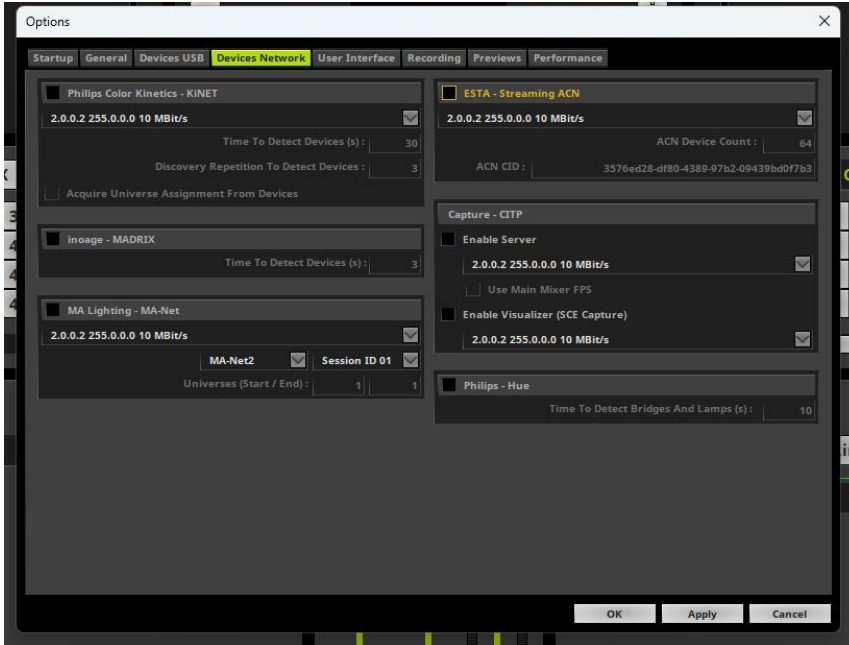 Options
Startup General Devices USB Devices Network User Interface Recording Previews Performance
Philips Color Kinetics - KiNET
2.0.0.2 255.0.0.0 10 MBit/s
Time To Detect Devices (s) : 30
Discovery Repetition To Detect Devices : 3
Acquire Universe Assignment From Devices
inoage - MADRIX
Time To Detect Devices (s) : 3
MA Lighting - MA-Net
2.0.0.2 255.0.0.0 10 MBit/s
MA-Net2 Session ID 01
Universes (Start / End) : 1 1
ESTA - Streaming ACN
2.0.0.2 255.0.0.0 10 MBit/s
ACN Device Count : 64
ACN CID : 3576ed28-df80-4389-97b2-09439bd0f7b3
Capture - CITP
Enable Server
2.0.0.2 255.0.0.0 10 MBit/s
Use Main Mixer FPS
Enable Visualizer (SCE Capture)
2.0.0.2 255.0.0.0 10 MBit/s
Philips - Hue
Time To Detect Bridges And Lamps (s) : 10
OK Apply Cancel